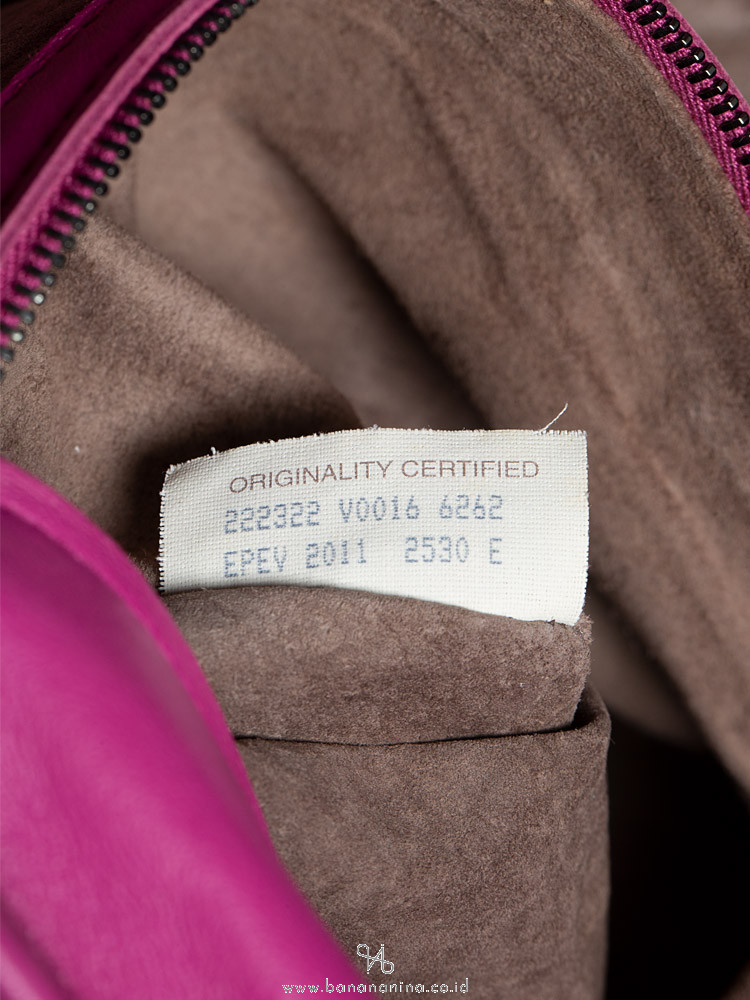 ORIGINALITY CERTIFIED
222322 V0016 6262
EPEV 2011 2530 E
www.banananina.co.id